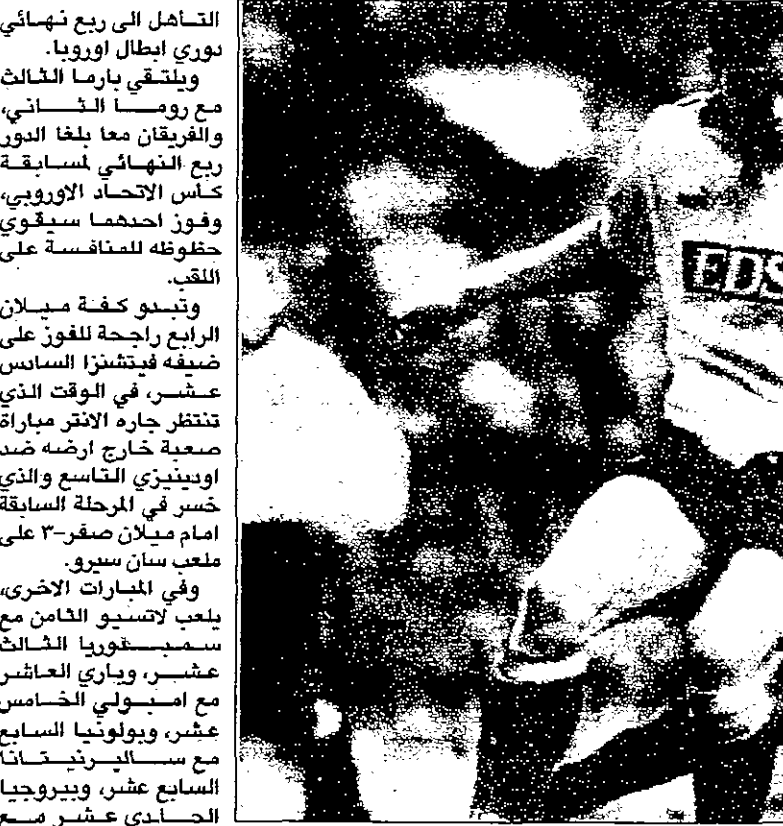 التأهل الى ربع نهائي
دوري ابطال اوروبا.
ويلتقي بارما الثالث
مع روما الثاني،
والفريقان معا بلغا الدور
ربع النهائي لمسابقة
كأس الاتحاد الاوروبي،
وفوز احدهما سيقوي
حظوظه للمنافسة على
اللقب.
وتبدو كفة ميلان
الرابع راجحة للفوز على
ضيفه فيتشنزا السادس
عشر، في الوقت الذي
تنتظر جاره الانتر مباراة
صعبة خارج ارضه ضد
اودينيزي التاسع والذي
خسر في المرحلة السابقة
امام ميلان صفر-٣ على
ملعب سان سيرو.
وفي المبارات الاخرى،
يلعب لاتسيو الثامن مع
سمبدوريا الثالث
عشر، وباري العاشر
مع امبولي الخامس
عشر، وبولونيا السابع
مع ساليرنيتانا
السابع عشر، وبيروجيا
الحادي عشر مع
EDS